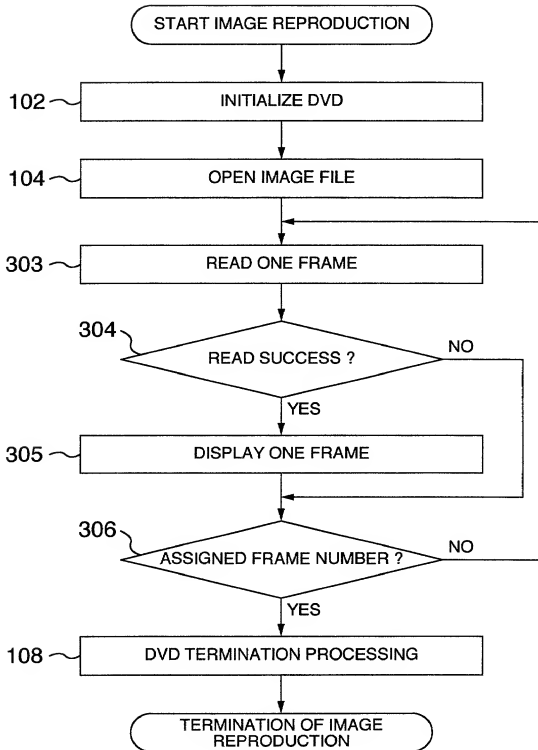 START IMAGE REPRODUCTION
102
INITIALIZE DVD
104
OPEN IMAGE FILE
303
READ ONE FRAME
304
READ SUCCESS ?
NO
YES
305
DISPLAY ONE FRAME
306
ASSIGNED FRAME NUMBER ?
NO
YES
108
DVD TERMINATION PROCESSING
TERMINATION OF IMAGE
REPRODUCTION